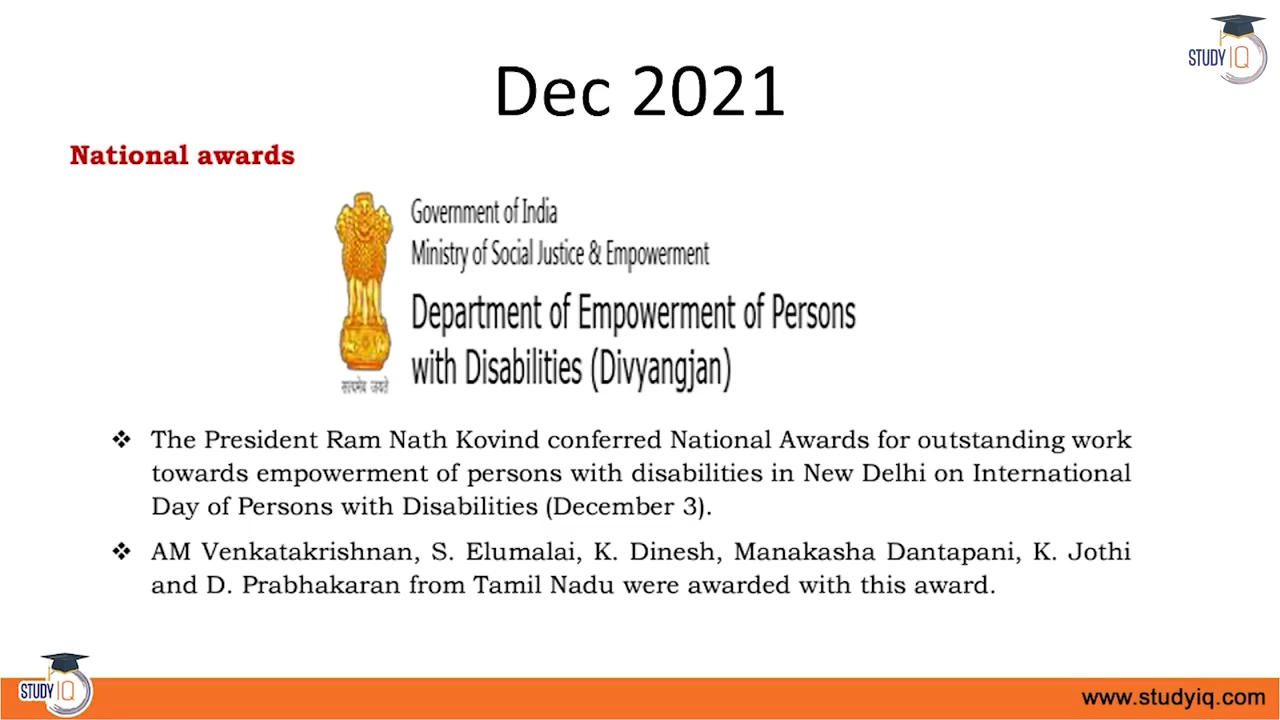 STUDY IQ
Dec 2021
National awards
Government of India
Ministry of Social Justice & Empowerment
Department of Empowerment of Persons
with Disabilities (Divyangjan)
सत्यमेव जयते
❖ The President Ram Nath Kovind conferred National Awards for outstanding work
towards empowerment of persons with disabilities in New Delhi on International
Day of Persons with Disabilities (December 3).
❖ AM Venkatakrishnan, S. Elumalai, K. Dinesh, Manakasha Dantapani, K. Jothi
and D. Prabhakaran from Tamil Nadu were awarded with this award.
STUDY IQ
www.studyiq.com